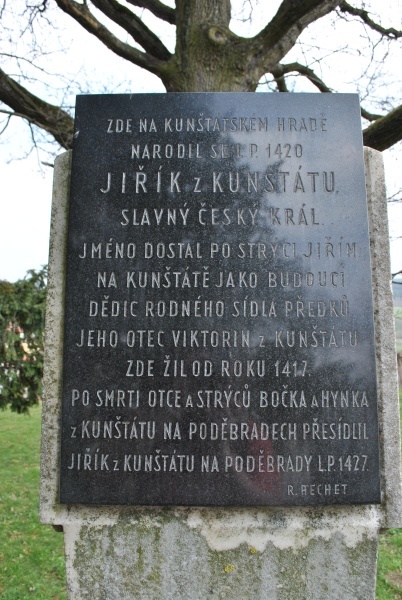 ZDE NA KUNŠTÁTSKÉM HRADĚ
NARODIL SE L.P. 1420
JIŘÍK z KUNŠTÁTU,
SLAVNÝ ČESKÝ KRÁL.
JMÉNO DOSTAL PO STRÝCI JIŘÍM
NA KUNŠTÁTĚ JAKO BUDOUCÍ
DĚDIC RODNÉHO SÍDLA PŘEDKŮ.
JEHO OTEC VIKTORIN z KUNŠTÁTU
ZDE ŽIL OD ROKU 1417.
PO SMRTI OTCE A STRÝCŮ BOČKA A HYNKA
z KUNŠTÁTU NA PODĚBRADECH PŘESÍDLIL
JIŘÍK z KUNŠTÁTU NA PODĚBRADY L.P. 1427.
R. BECHET